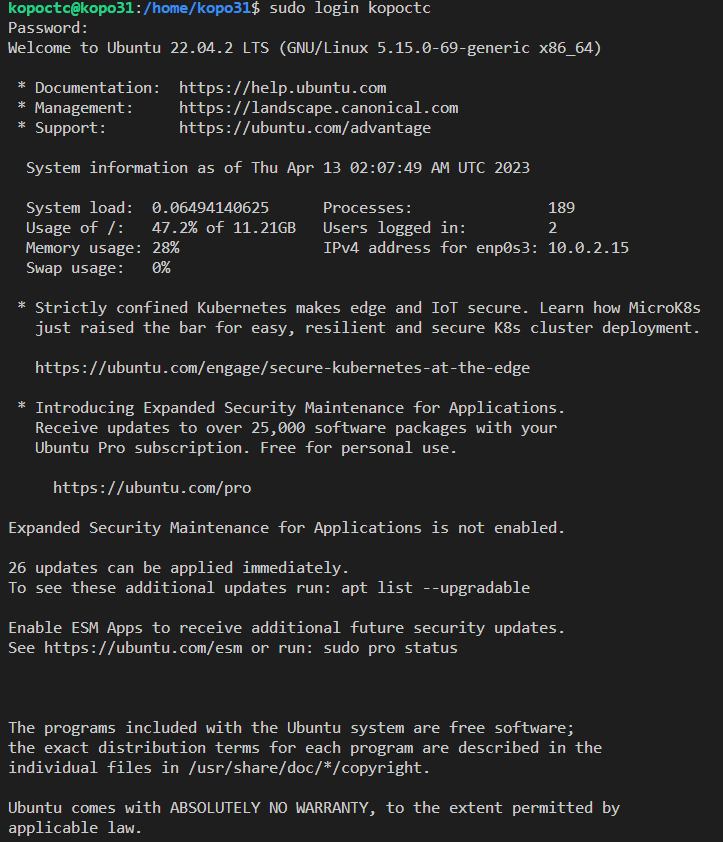 kopoctc@kopo31:/home/kopo31$ sudo login kopoctc
Password:
Welcome to Ubuntu 22.04.2 LTS (GNU/Linux 5.15.0-69-generic x86_64)

 * Documentation:  https://help.ubuntu.com
 * Management:     https://landscape.canonical.com
 * Support:        https://ubuntu.com/advantage

  System information as of Thu Apr 13 02:07:49 AM UTC 2023

  System load:  0.06494140625      Processes:               189
  Usage of /:   47.2% of 11.21GB   Users logged in:         2
  Memory usage: 28%                IPv4 address for enp0s3: 10.0.2.15
  Swap usage:   0%

 * Strictly confined Kubernetes makes edge and IoT secure. Learn how MicroK8s
   just raised the bar for easy, resilient and secure K8s cluster deployment.

   https://ubuntu.com/engage/secure-kubernetes-at-the-edge

 * Introducing Expanded Security Maintenance for Applications.
   Receive updates to over 25,000 software packages with your
   Ubuntu Pro subscription. Free for personal use.

     https://ubuntu.com/pro

Expanded Security Maintenance for Applications is not enabled.

26 updates can be applied immediately.
To see these additional updates run: apt list --upgradable

Enable ESM Apps to receive additional future security updates.
See https://ubuntu.com/esm or run: sudo pro status

The programs included with the Ubuntu system are free software;
the exact distribution terms for each program are described in the
individual files in /usr/share/doc/*/copyright.

Ubuntu comes with ABSOLUTELY NO WARRANTY, to the extent permitted by
applicable law.